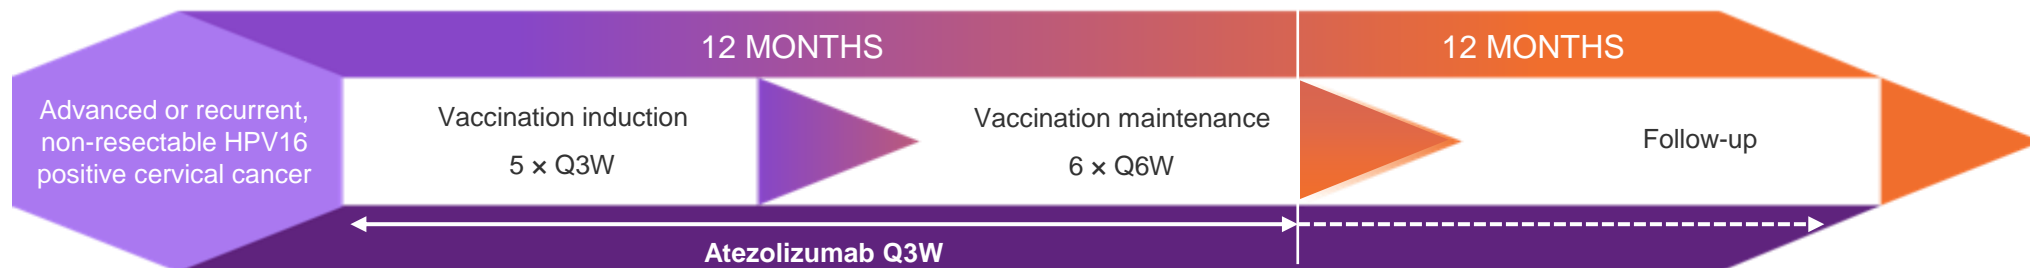 12 MONTHS
12 MONTHS
Advanced or recurrent,
non-resectable HPV16
positive cervical cancer
Vaccination induction
5 × Q3W
Vaccination maintenance
6 × Q6W
Follow-up
Atezolizumab Q3W